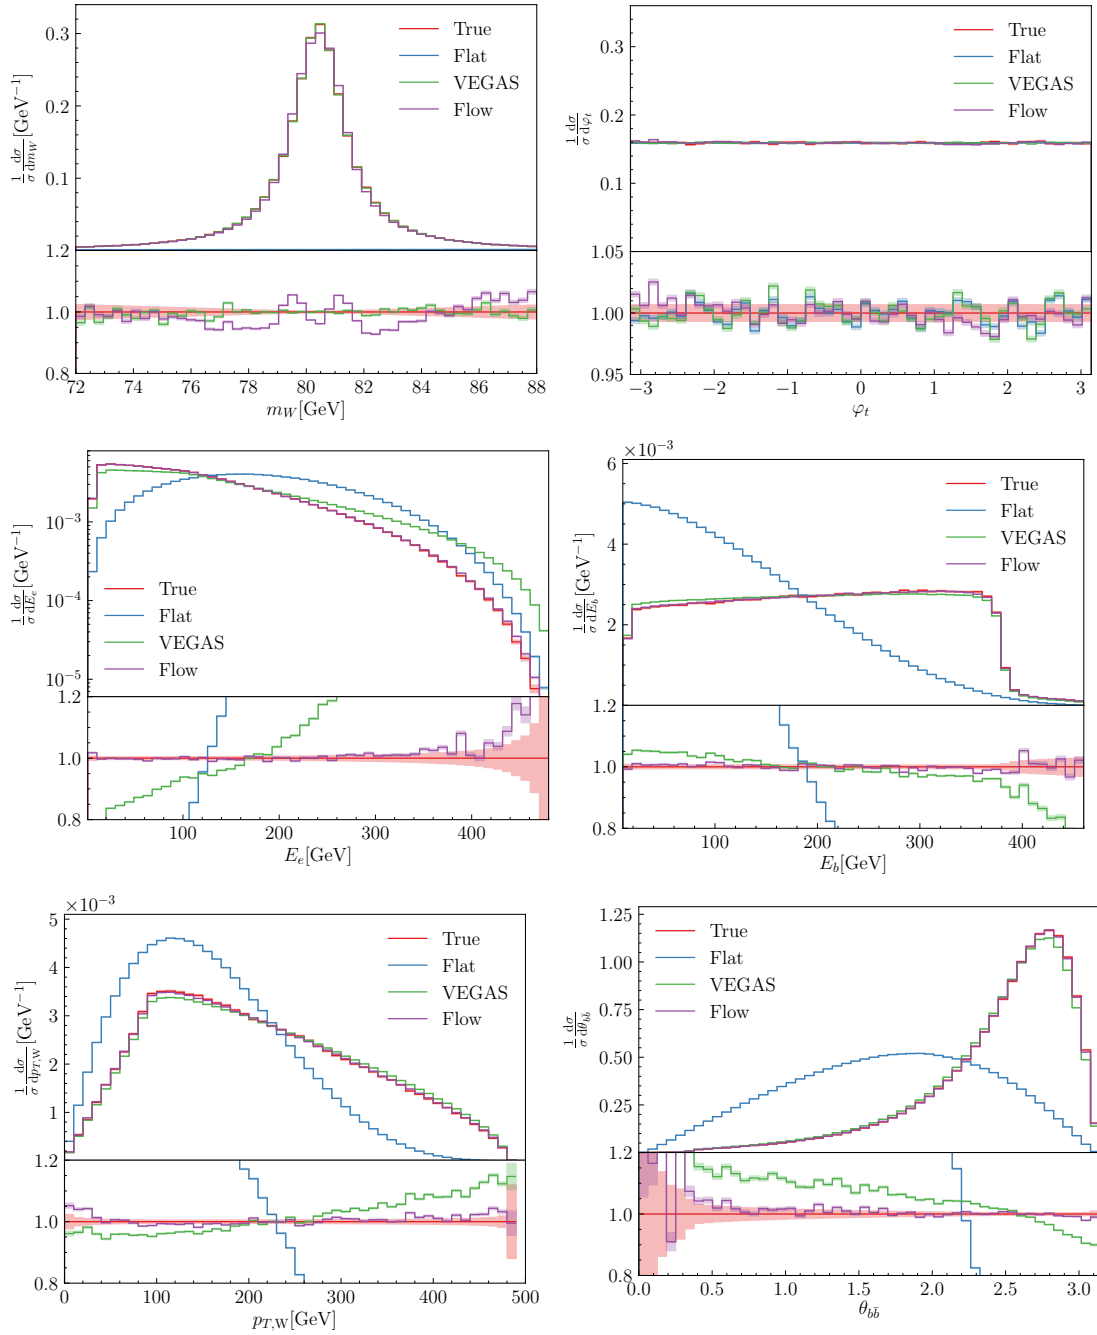 0.3
0.2
0.1
1.2
1.0
0.8
1/σ dσ/dm_W [GeV⁻¹]
True
Flat
VEGAS
Flow
72 74 76 78 80 82 84 86 88
m_W[GeV]
0.3
0.2
0.1
1.05
1.00
0.95
1/σ dσ/dφ_t
True
Flat
VEGAS
Flow
−3 −2 −1 0 1 2 3
φ_t
10⁻³
10⁻⁴
10⁻⁵
1.2
1.0
0.8
1/σ dσ/dE_e [GeV⁻¹]
True
Flat
VEGAS
Flow
100 200 300 400
E_e[GeV]
×10⁻³
6
4
2
1.2
1.0
0.8
1/σ dσ/dE_b [GeV⁻¹]
True
Flat
VEGAS
Flow
100 200 300 400
E_b[GeV]
×10⁻³
5
4
3
2
1
1.2
1.0
0.8
1/σ dσ/dp_{T,W} [GeV⁻¹]
True
Flat
VEGAS
Flow
0 100 200 300 400 500
p_{T,W}[GeV]
1.25
1.00
0.75
0.50
0.25
1.2
1.0
0.8
1/σ dσ/dθ_{bb̄}
True
Flat
VEGAS
Flow
0.0 0.5 1.0 1.5 2.0 2.5 3.0
θ_{bb̄}